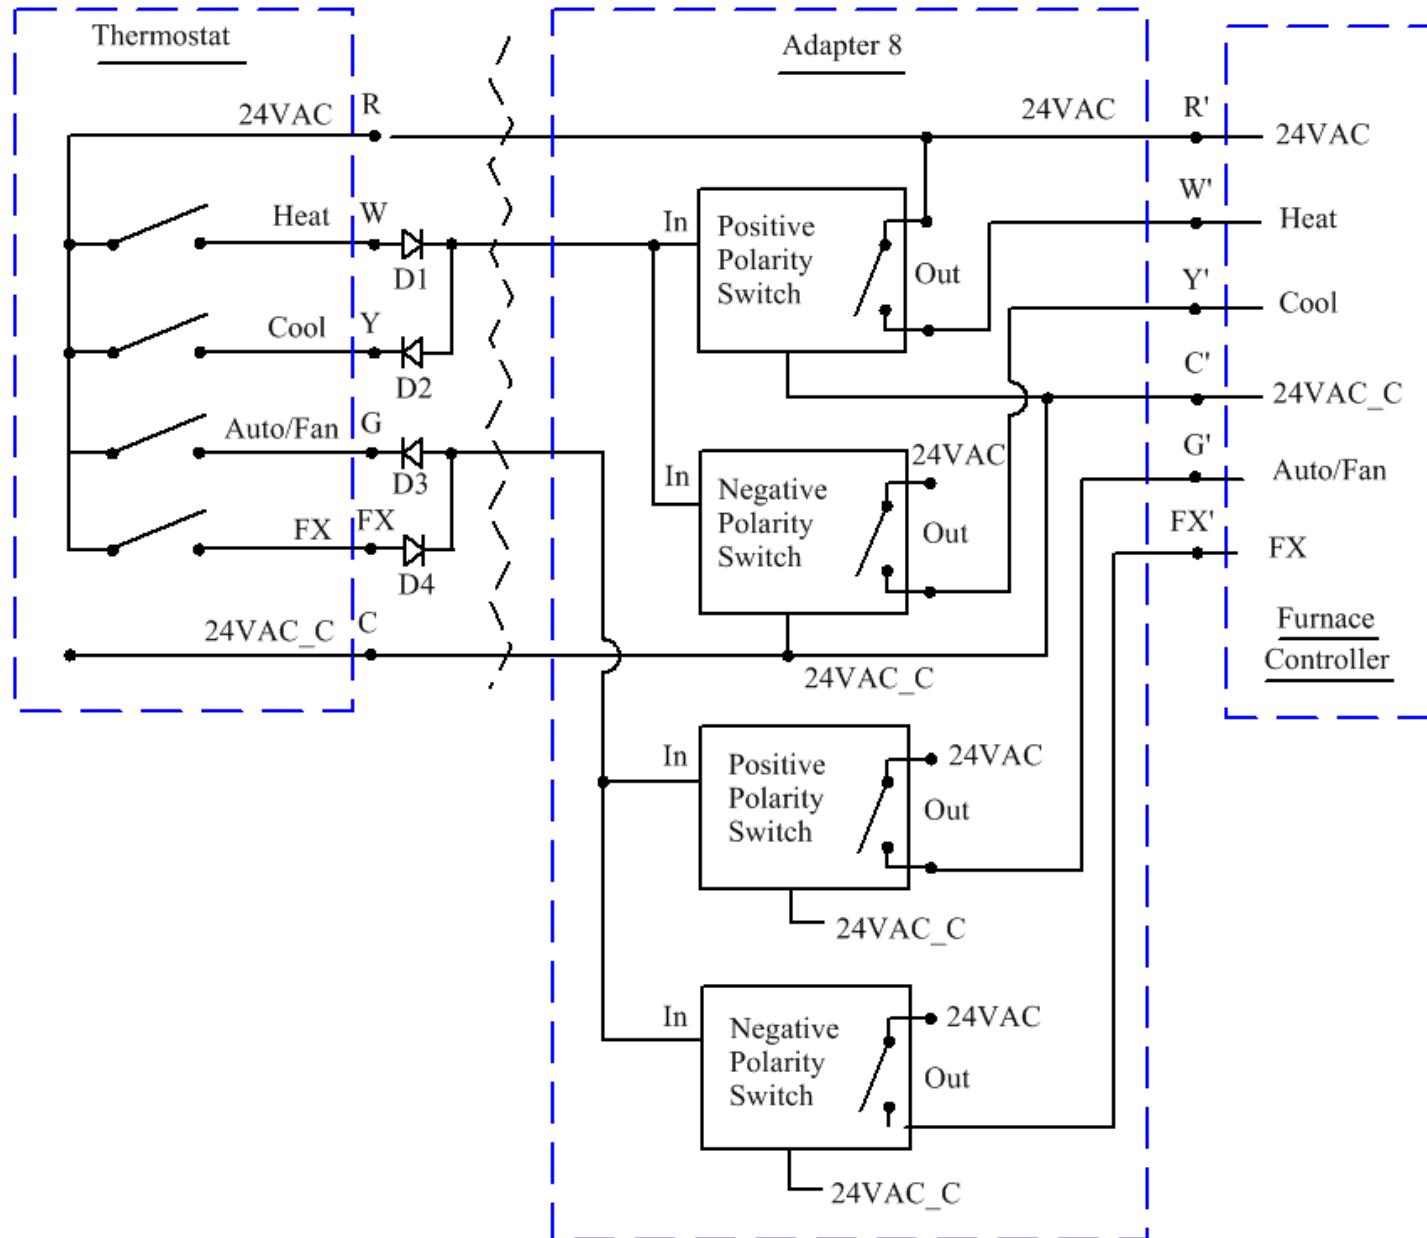 Thermostat
Adapter 8
24VAC R
24VAC R'
24VAC
Heat W
W'
Heat
In
Positive
Polarity
Switch
Out
D1
Cool Y
Y'
Cool
D2
C'
24VAC_C
Auto/Fan G
G'
Auto/Fan
D3
In
Negative
Polarity
Switch
24VAC
Out
FX FX
FX'
FX
D4
24VAC_C C
24VAC_C
Furnace
Controller
In
Positive
Polarity
Switch
24VAC
Out
24VAC_C
In
Negative
Polarity
Switch
24VAC
Out
24VAC_C